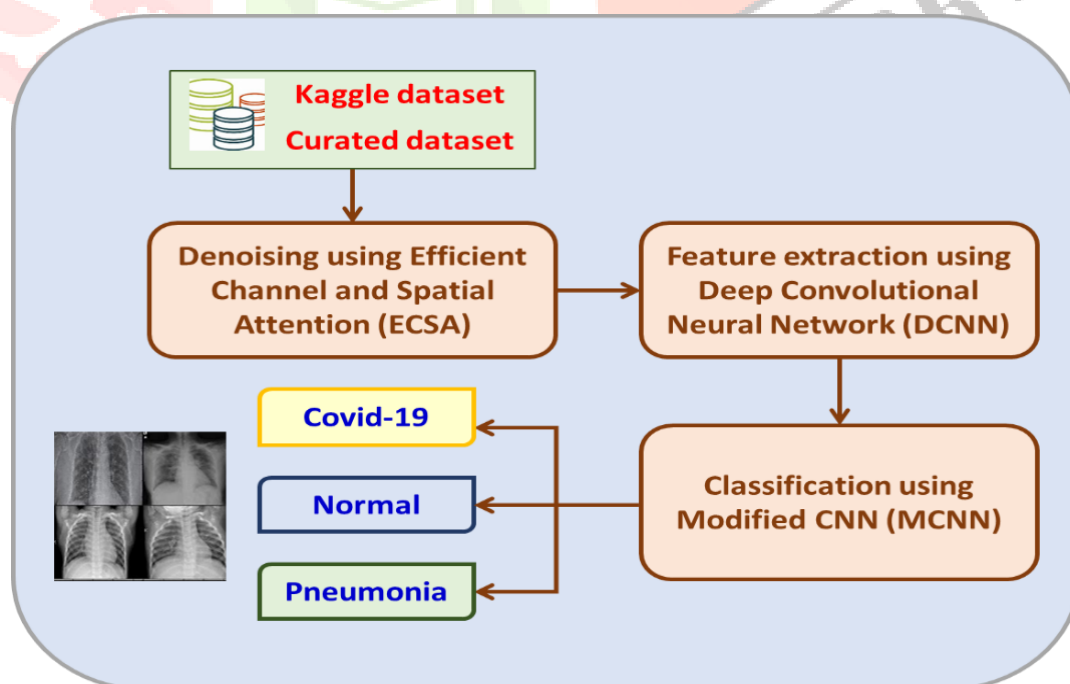 Kaggle dataset
Curated dataset
Denoising using Efficient
Channel and Spatial
Attention (ECSA)
Feature extraction using
Deep Convolutional
Neural Network (DCNN)
Classification using
Modified CNN (MCNN)
Covid-19
Normal
Pneumonia